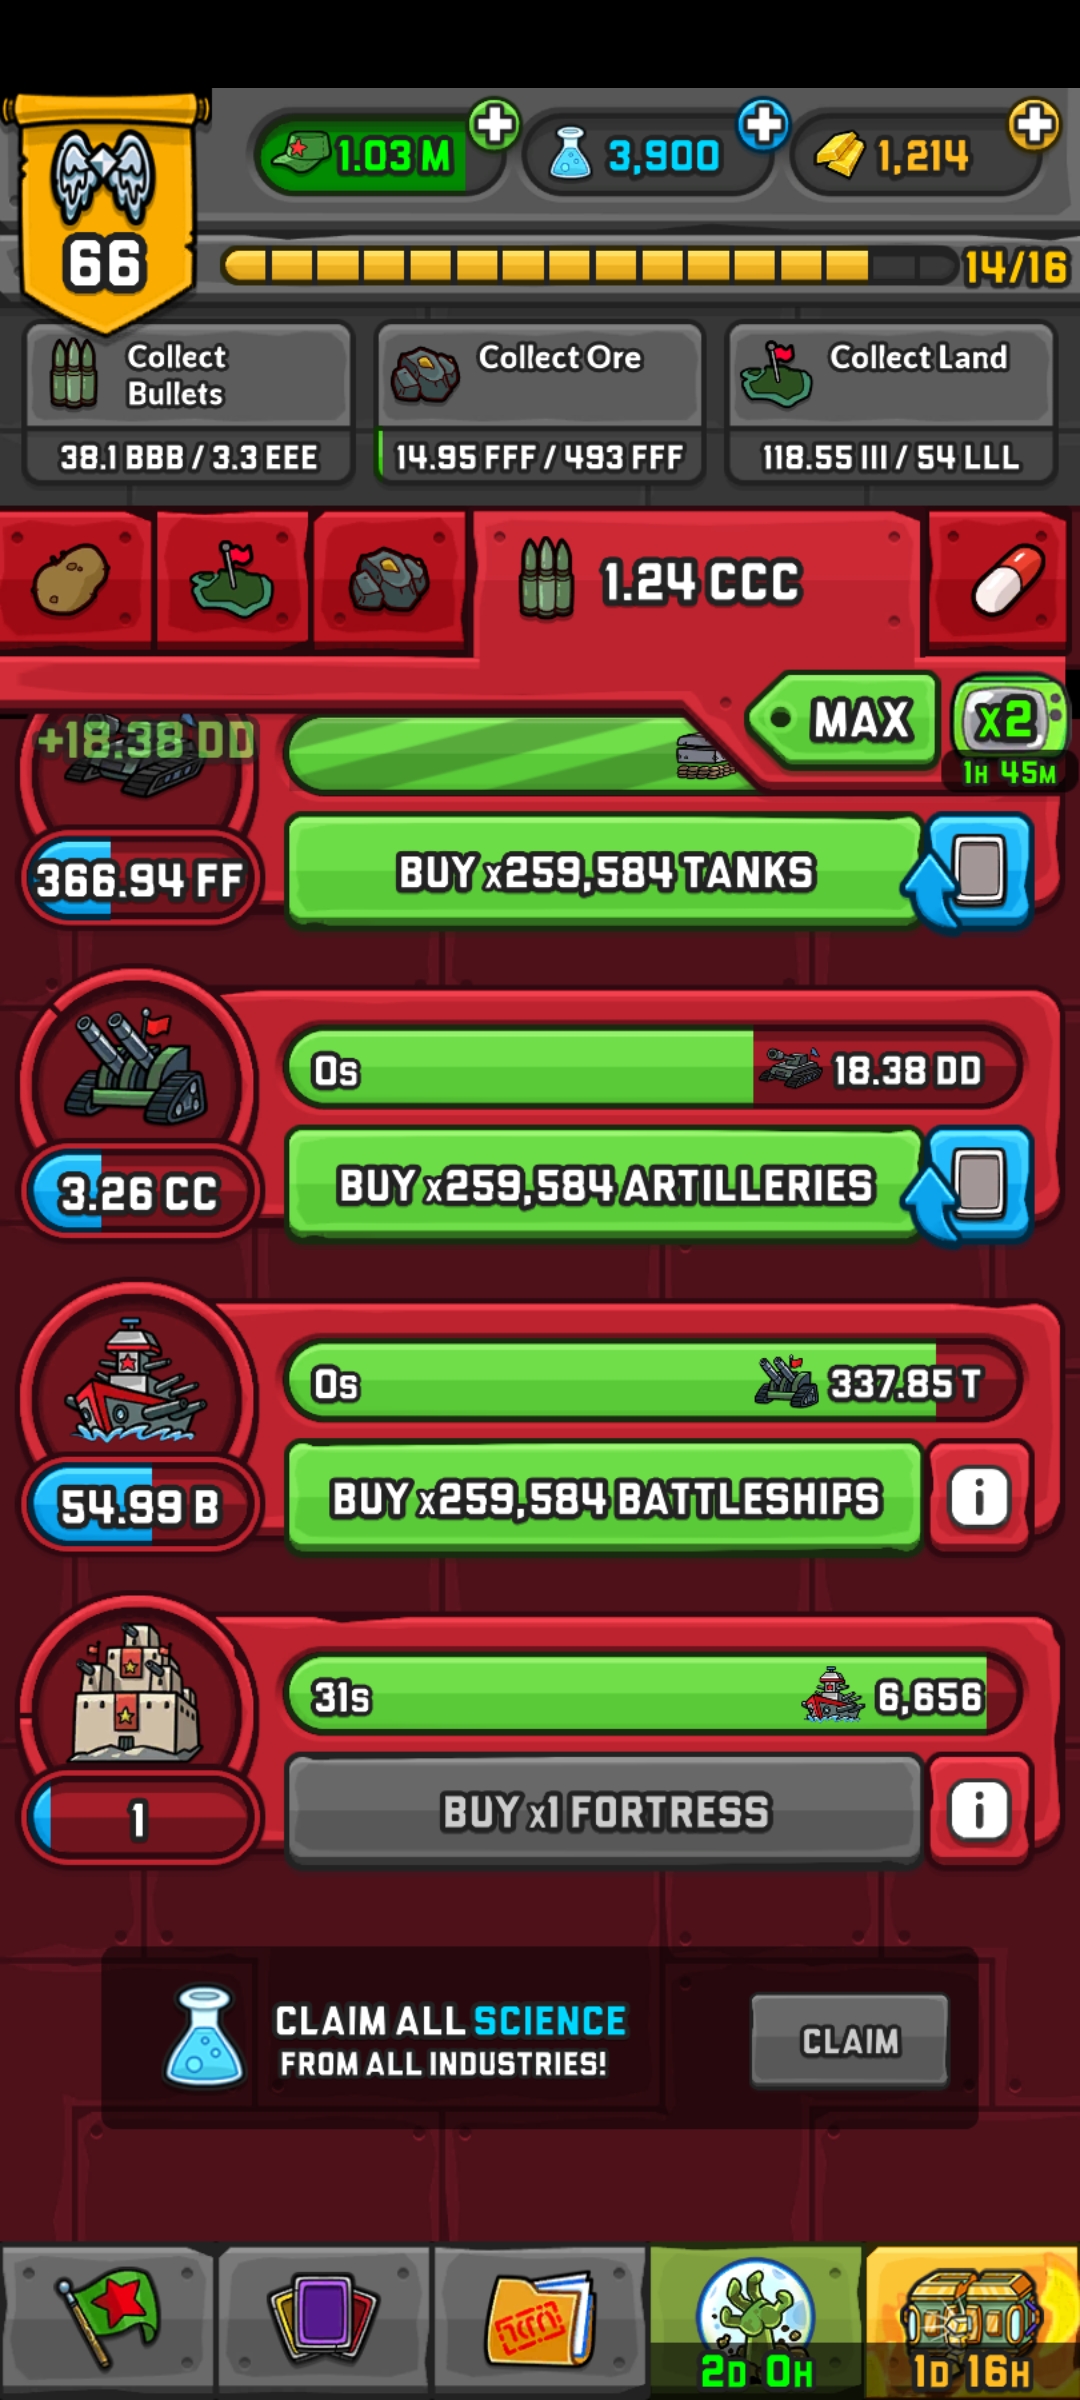 66
1.03 M
3,900
1,214
14/16
Collect
Bullets
38.1 BBB / 3.3 EEE
Collect Ore
14.95 FFF / 493 FFF
Collect Land
118.55 III / 54 LLL
1.24 CCC
MAX
x2
1H 45M
+18.38 DD
366.94 FF
BUY x259,584 TANKS
0s
18.38 DD
3.26 CC
BUY x259,584 ARTILLERIES
0s
337.85 T
54.99 B
BUY x259,584 BATTLESHIPS
i
31s
6,656
1
BUY x1 FORTRESS
i
CLAIM ALL SCIENCE
FROM ALL INDUSTRIES!
CLAIM
2D 0H
1D 16H